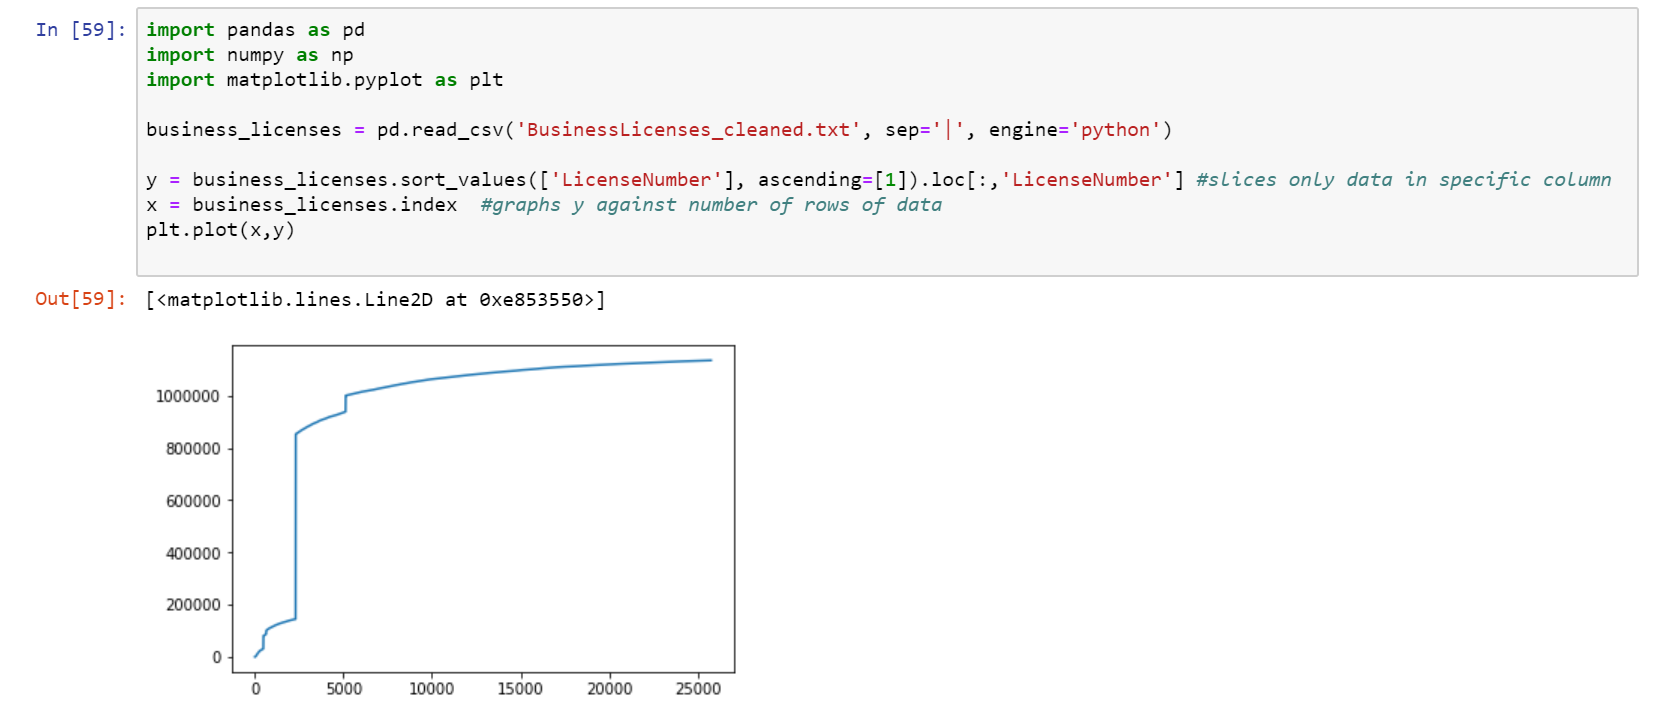 In [59]:
import pandas as pd
import numpy as np
import matplotlib.pyplot as plt
business_licenses = pd.read_csv('BusinessLicenses_cleaned.txt', sep='|', engine='python')
y = business_licenses.sort_values(['LicenseNumber'], ascending=[1]).loc[:,'LicenseNumber'] #slices only data in specific column
x = business_licenses.index  #graphs y against number of rows of data
plt.plot(x,y)
Out[59]:
[<matplotlib.lines.Line2D at 0xe853550>]
1000000
800000
600000
400000
200000
0
0 5000 10000 15000 20000 25000